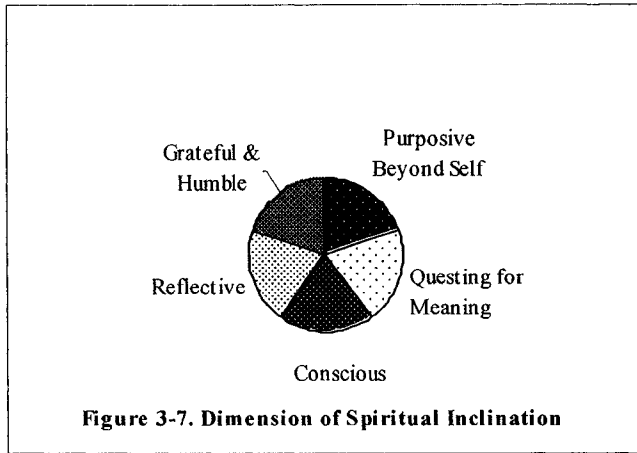 Purposive
Beyond Self
Grateful &
Humble
Questing for
Meaning
Reflective
Conscious
Figure 3-7. Dimension of Spiritual Inclination